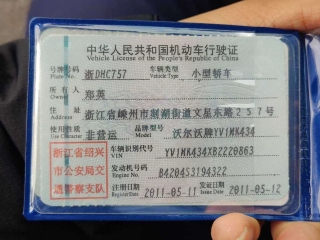 中华人民共和国机动车行驶证
Vehicle License of the People's Republic of China
号牌号码 浙DHC757 车辆类型 小型轿车
Plate No. Vehicle Type
所有人 郑英
Owner
住址 浙江省嵊州市剡湖街道文星东路257号
Address
使用性质 非营运 品牌型号 沃尔沃牌YV1MK434
Use Character Model
浙江省绍兴 车辆识别代号 YV1MK434XB2220863
VIN
市公安局交 发动机号码 B420453194322
Engine No.
通警察支队 注册日期 2011-05-11 发证日期 2011-05-12
Register Date Issue Date